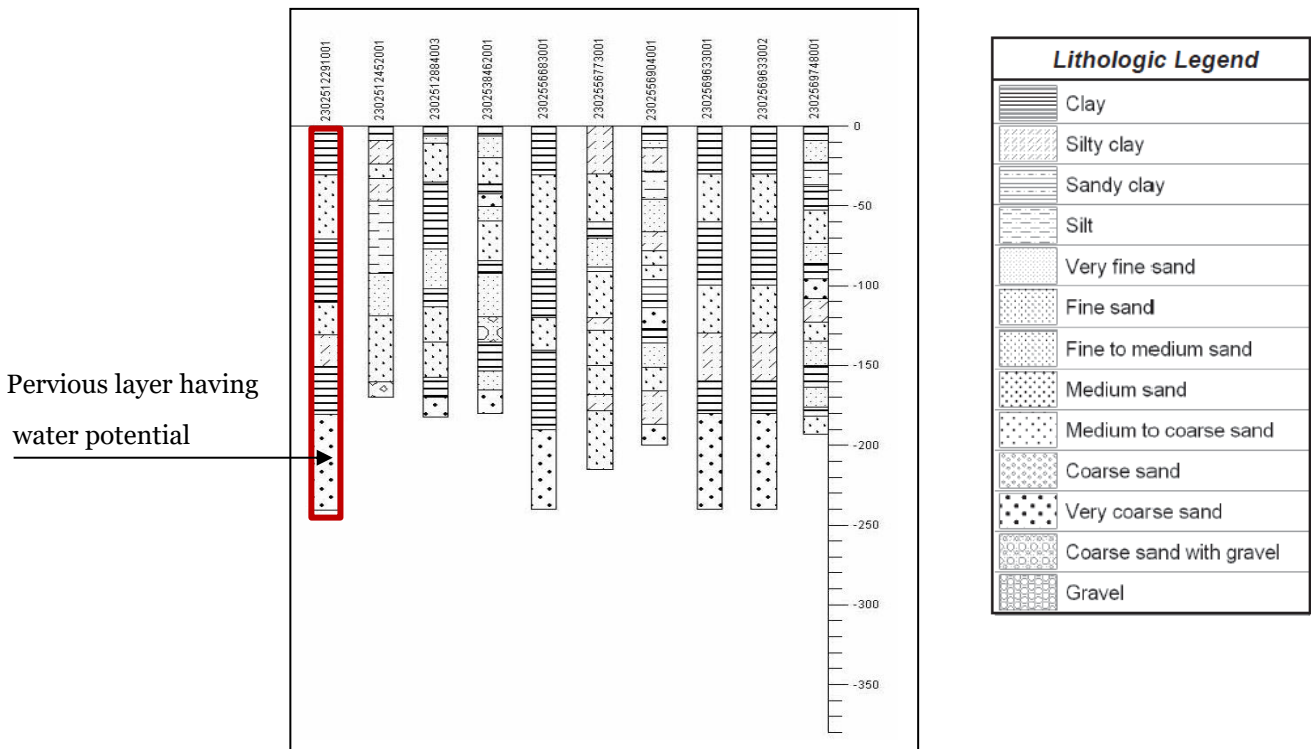 2302512291001
2302512452001
2302512884003
2302538462001
2302556683001
2302556773001
2302556904001
2302569633001
2302569633002
2302569748001
0
-50
-100
-150
-200
-250
-300
-350
Pervious layer having
water potential
Lithologic Legend
Clay
Silty clay
Sandy clay
Silt
Very fine sand
Fine sand
Fine to medium sand
Medium sand
Medium to coarse sand
Coarse sand
Very coarse sand
Coarse sand with gravel
Gravel